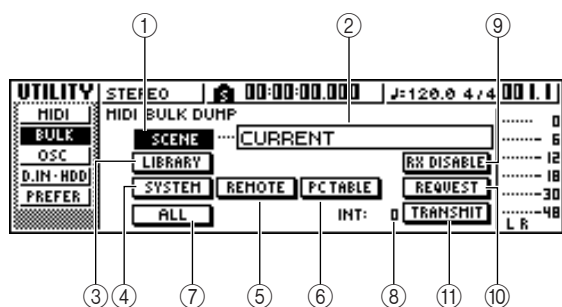 ① ② ⑨
UTILITY STEREO S 00:00:00.000 ♩=120.0 4/4 001.1
MIDI MIDI BULK DUMP 0
BULK SCENE ···· CURRENT 6
OSC LIBRARY RX DISABLE 12
D.IN·HDD SYSTEM REMOTE PC TABLE REQUEST 18
PREFER 30
ALL INT: 0 TRANSMIT 48
L R
③ ④ ⑦ ⑤ ⑥ ⑧ ⑪ ⑩